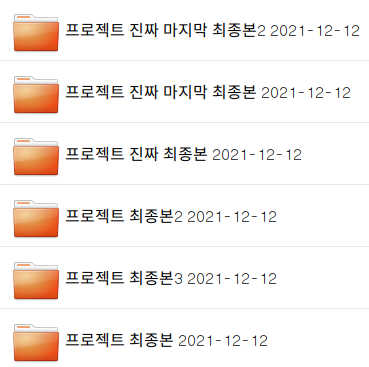 프로젝트 진짜 마지막 최종본2 2021-12-12
프로젝트 진짜 마지막 최종본 2021-12-12
프로젝트 진짜 최종본 2021-12-12
프로젝트 최종본2 2021-12-12
프로젝트 최종본3 2021-12-12
프로젝트 최종본 2021-12-12